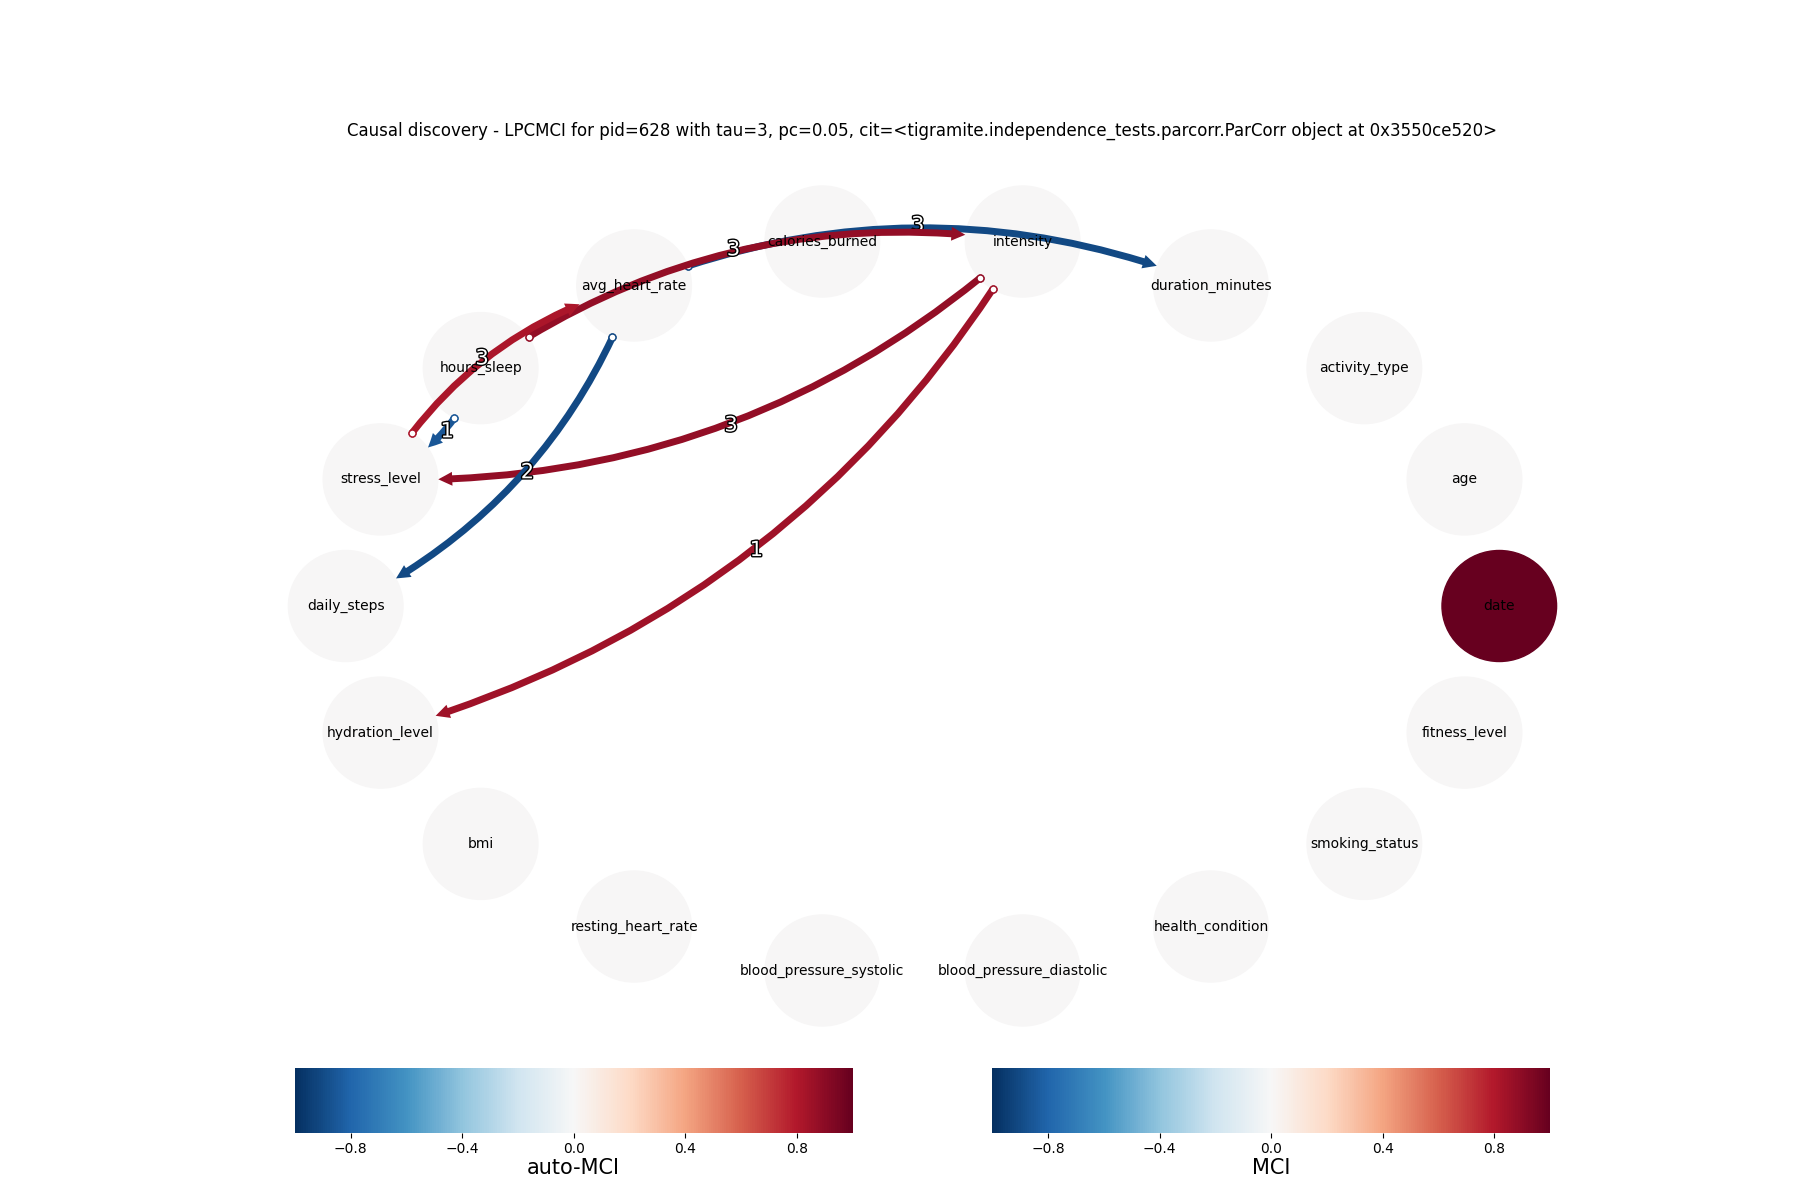 Causal discovery - LPCMCI for pid=628 with tau=3, pc=0.05, cit=<tigramite.independence_tests.parcorr.ParCorr object at 0x3550ce520>
3
calories_burned
intensity
3
avg_heart_rate
duration_minutes
3
hours_sleep
activity_type
3
1
2
stress_level
age
1
daily_steps
date
hydration_level
fitness_level
bmi
smoking_status
resting_heart_rate
health_condition
blood_pressure_systolic
blood_pressure_diastolic
−0.8 −0.4 0.0 0.4 0.8
auto-MCI
−0.8 −0.4 0.0 0.4 0.8
MCI